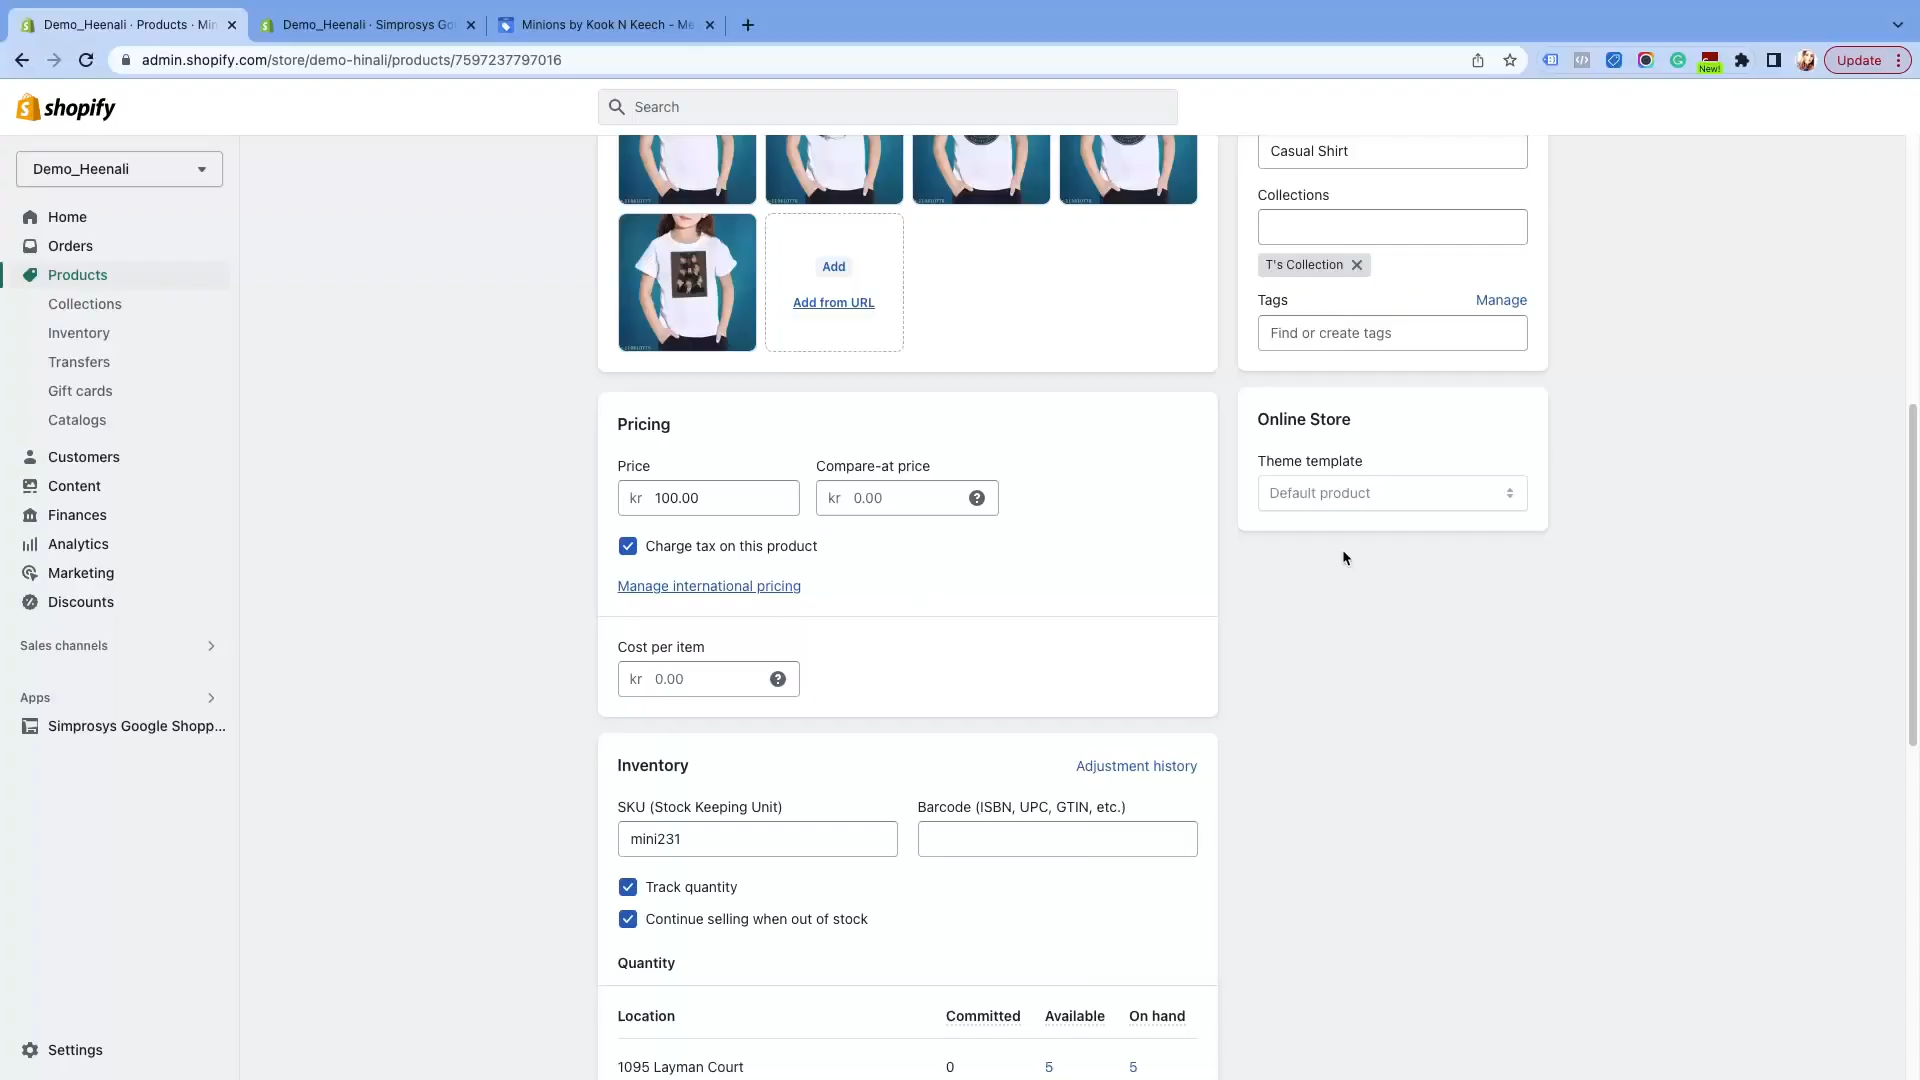 Demo_Heenali · Products · Min
Demo_Heenali · Simprosys Go
Minions by Kook N Keech - Me
admin.shopify.com/store/demo-hinali/products/7597237797016
New!
Update
shopify
Search
Demo_Heenali
Home
Orders
Products
Collections
Inventory
Transfers
Gift cards
Catalogs
Customers
Content
Finances
Analytics
Marketing
Discounts
Sales channels
Apps
Simprosys Google Shopp...
Settings
Add
Add from URL
Pricing
Price
Compare-at price
kr 100.00
kr 0.00
Charge tax on this product
Manage international pricing
Cost per item
kr 0.00
Inventory
Adjustment history
SKU (Stock Keeping Unit)
Barcode (ISBN, UPC, GTIN, etc.)
mini231
Track quantity
Continue selling when out of stock
Quantity
Location
Committed
Available
On hand
1095 Layman Court
0
5
5
Casual Shirt
Collections
T's Collection
Tags
Manage
Find or create tags
Online Store
Theme template
Default product